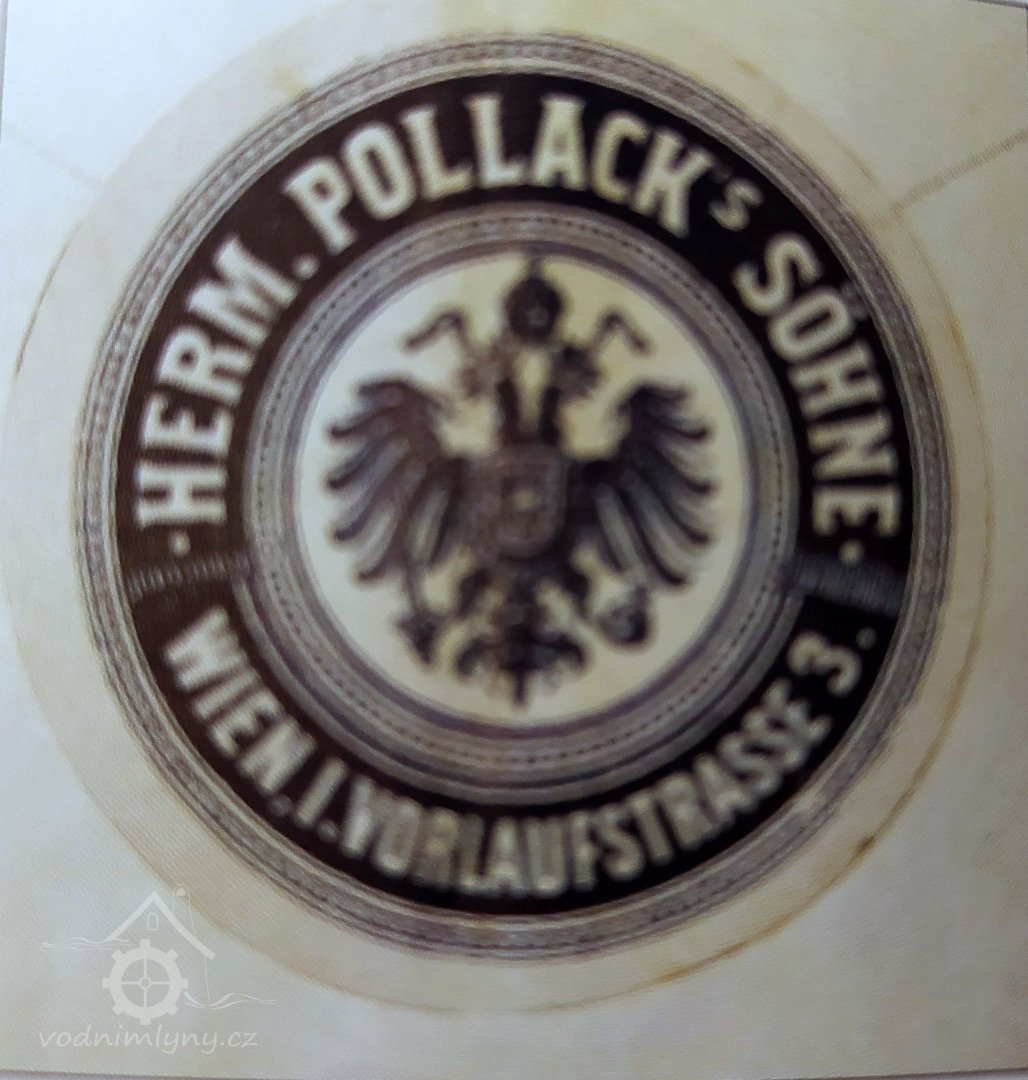 · HERM. POLLACK'S SÖHNE ·
WIEN, I. VORLAUFSTRASSE 3.
vodnimlyny.cz